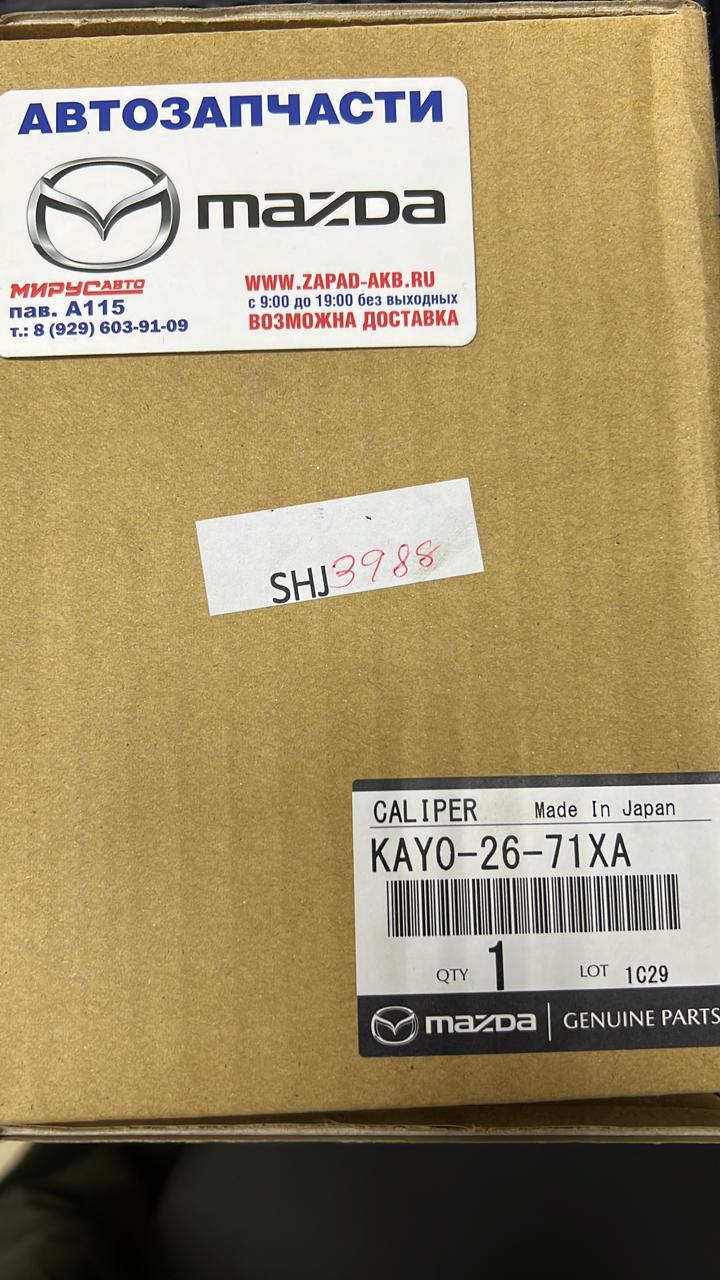 АВТОЗАПЧАСТИ
mazda
МИРУСАВТО
пав. А115
т.: 8 (929) 603-91-09
WWW.ZAPAD-AKB.RU
с 9:00 до 19:00 без выходных
ВОЗМОЖНА ДОСТАВКА
SHJ3988
CALIPER Made In Japan
KAY0-26-71XA
QTY 1 LOT 1C29
mazda GENUINE PARTS